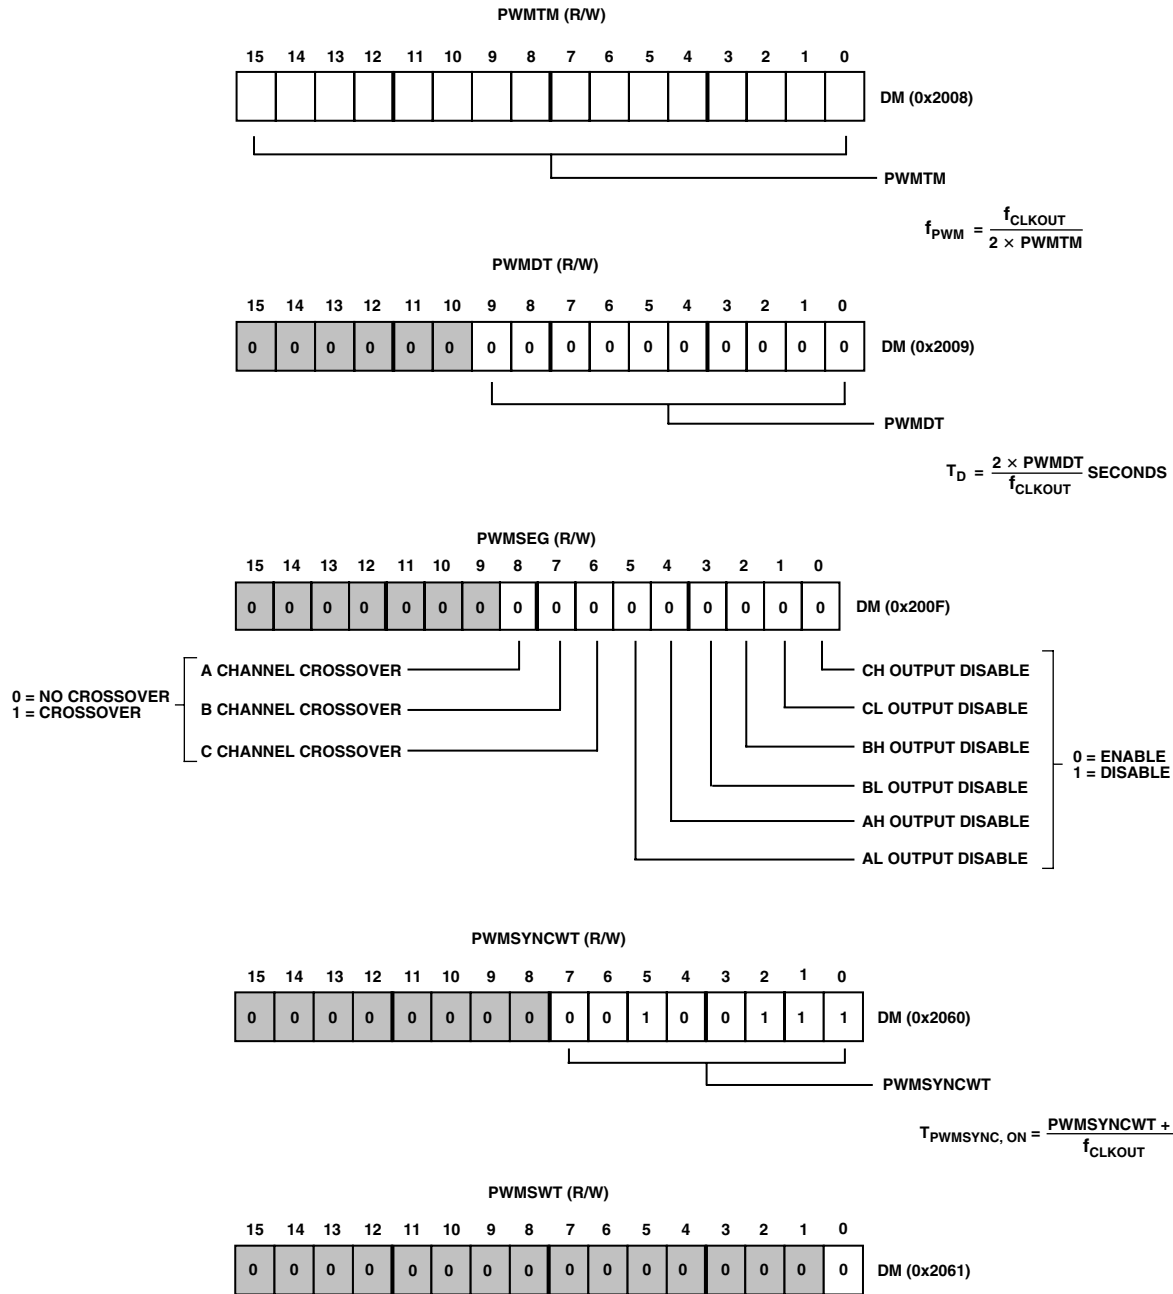 PWMTM (R/W)
15 14 13 12 11 10 9 8 7 6 5 4 3 2 1 0
DM (0x2008)
PWMTM
f_PWM = f_CLKOUT / 2 × PWMTM
PWMDT (R/W)
15 14 13 12 11 10 9 8 7 6 5 4 3 2 1 0
0 0 0 0 0 0 0 0 0 0 0 0 0 0 0 0 DM (0x2009)
PWMDT
T_D = 2 × PWMDT / f_CLKOUT SECONDS
PWMSEG (R/W)
15 14 13 12 11 10 9 8 7 6 5 4 3 2 1 0
0 0 0 0 0 0 0 0 0 0 0 0 0 0 0 0 DM (0x200F)
0 = NO CROSSOVER
1 = CROSSOVER
A CHANNEL CROSSOVER
B CHANNEL CROSSOVER
C CHANNEL CROSSOVER
CH OUTPUT DISABLE
CL OUTPUT DISABLE
BH OUTPUT DISABLE
BL OUTPUT DISABLE
AH OUTPUT DISABLE
AL OUTPUT DISABLE
0 = ENABLE
1 = DISABLE
PWMSYNCWT (R/W)
15 14 13 12 11 10 9 8 7 6 5 4 3 2 1 0
0 0 0 0 0 0 0 0 0 0 1 0 0 1 1 1 DM (0x2060)
PWMSYNCWT
T_PWMSYNC, ON = PWMSYNCWT + / f_CLKOUT
PWMSWT (R/W)
15 14 13 12 11 10 9 8 7 6 5 4 3 2 1 0
0 0 0 0 0 0 0 0 0 0 0 0 0 0 0 0 DM (0x2061)